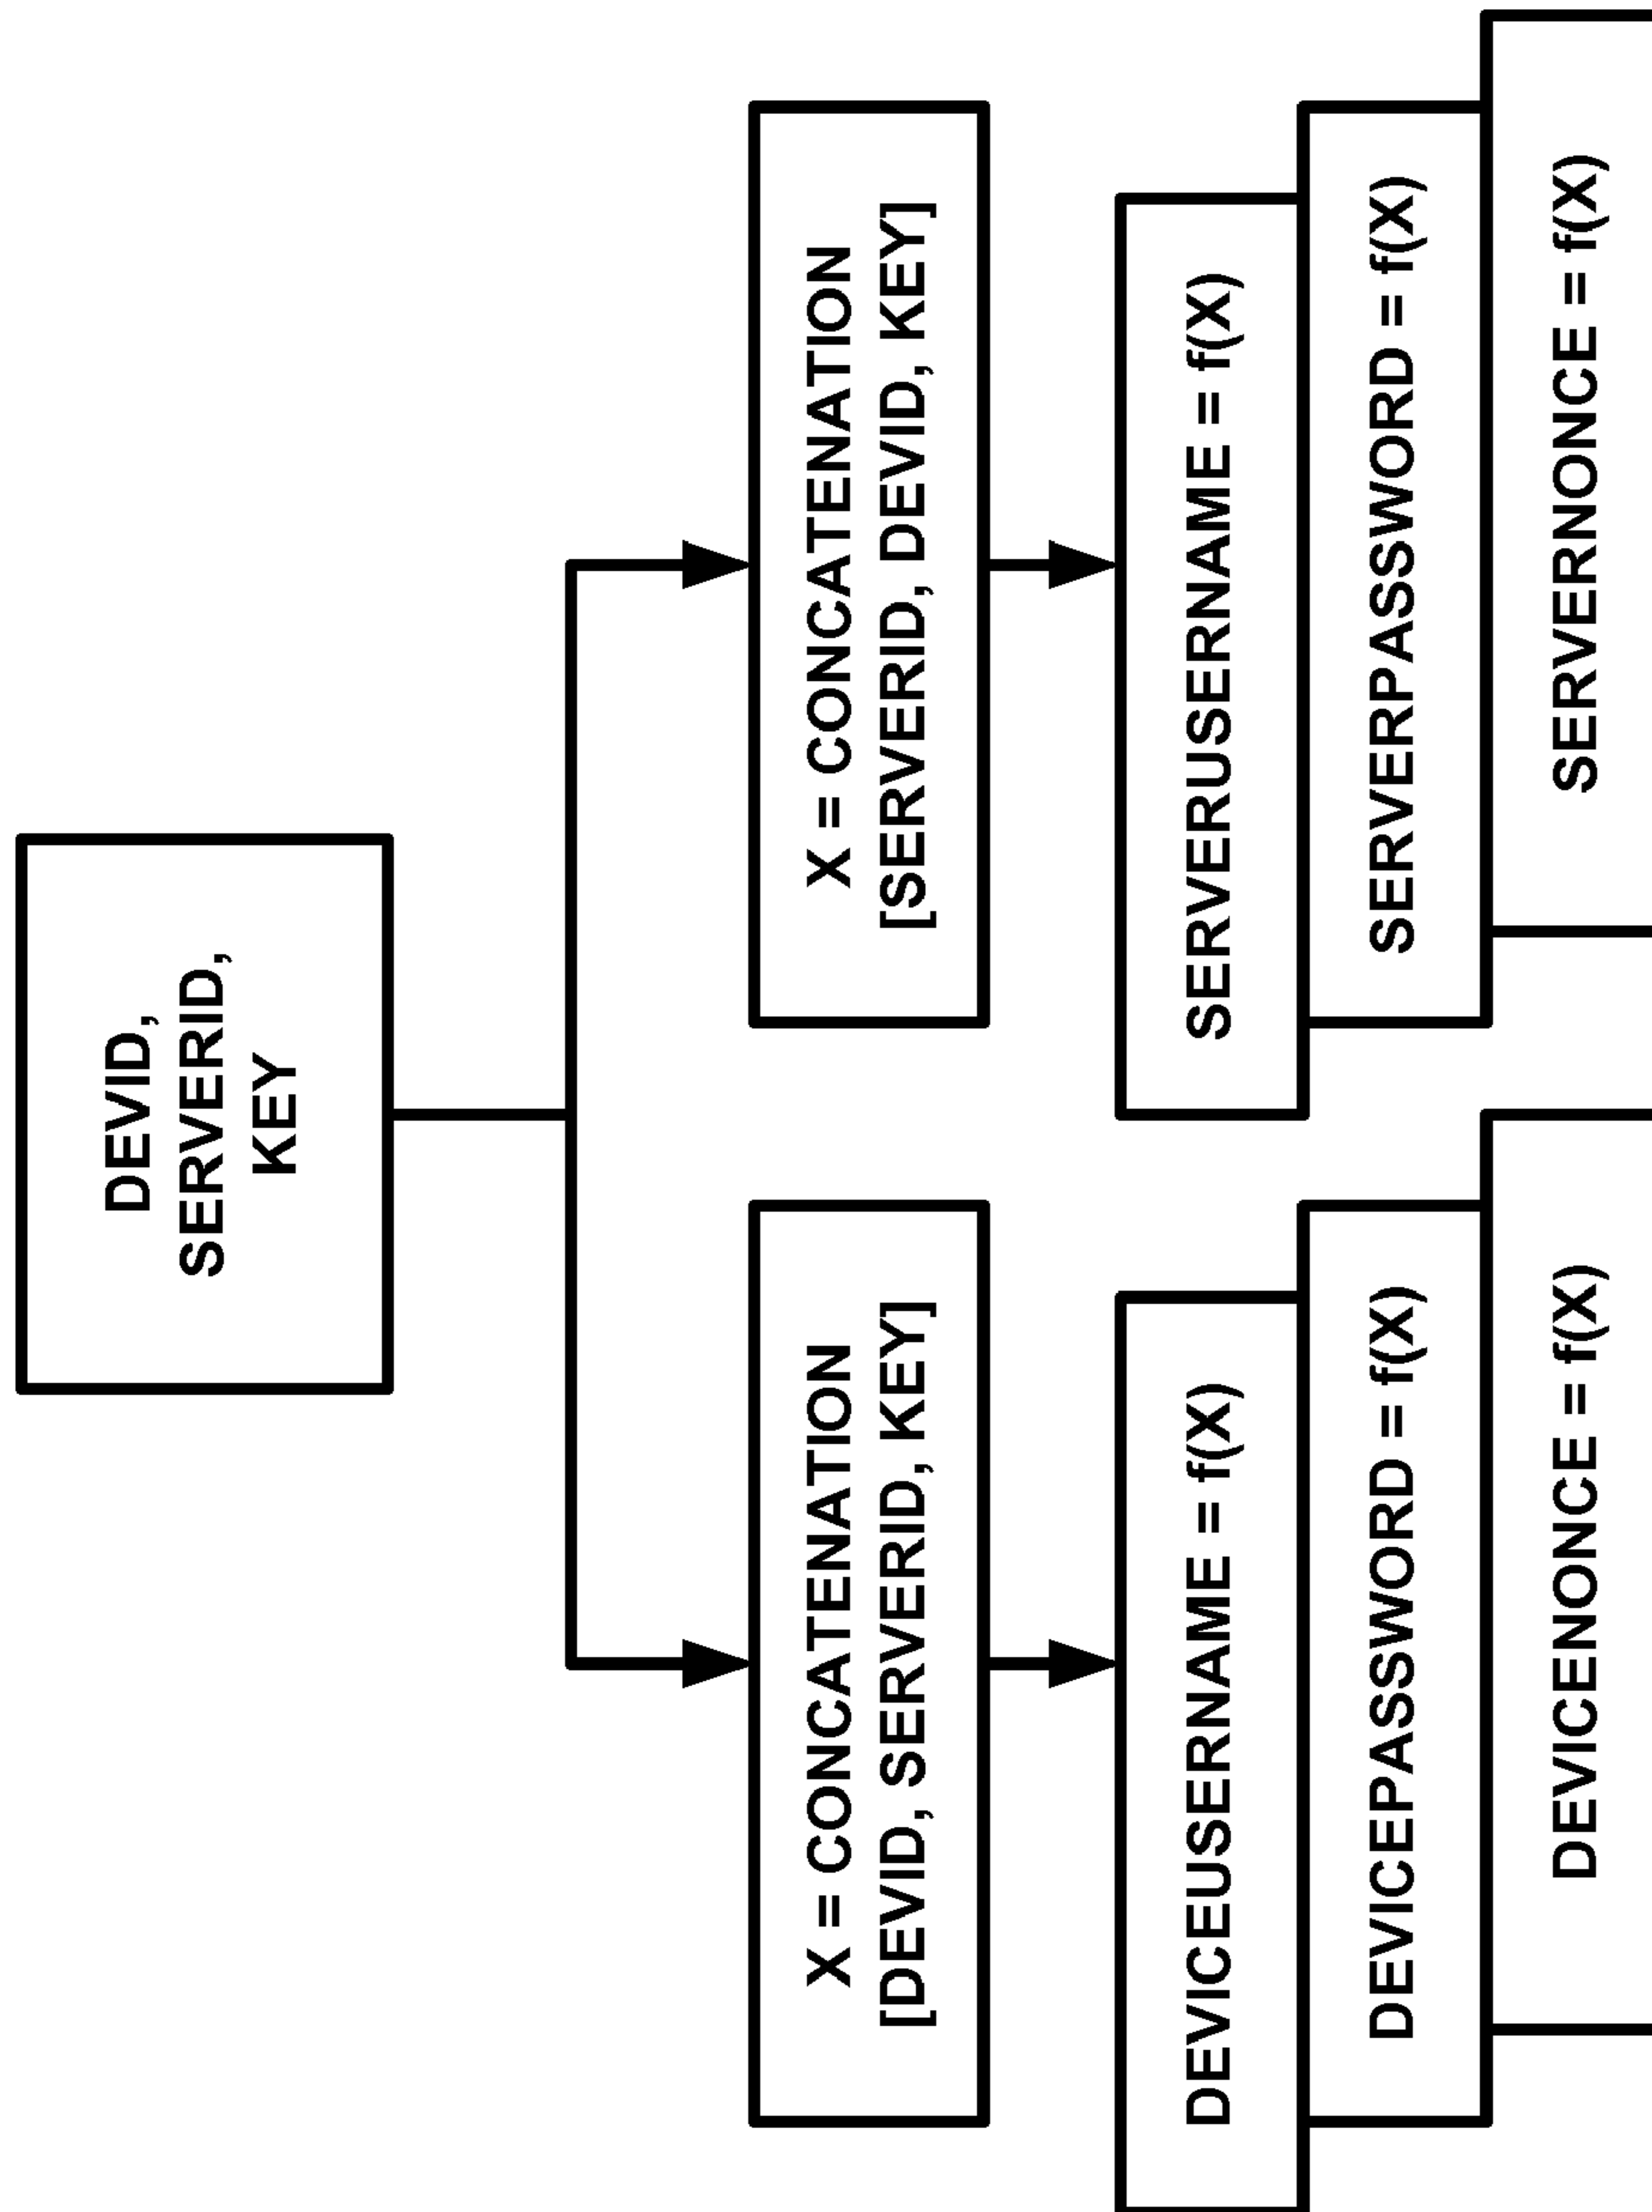 DEVID,
SERVERID,
KEY
X = CONCATENATION
[DEVID, SERVERID, KEY]
DEVICEUSERNAME = f(X)
DEVICEPASSWORD = f(X)
DEVICENONCE = f(X)
X = CONCATENATION
[SERVERID, DEVID, KEY]
SERVERUSERNAME = f(X)
SERVERPASSWORD = f(X)
SERVERNONCE = f(X)